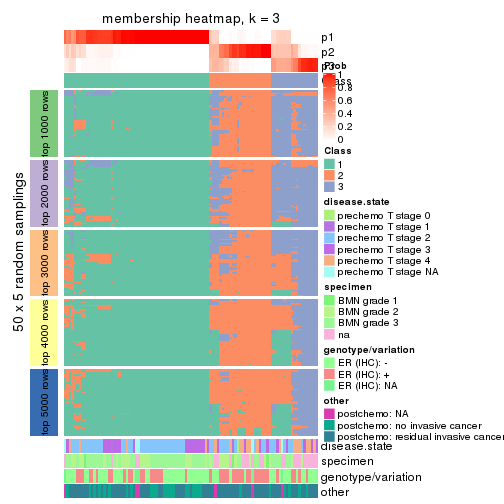 membership heatmap, k = 3
p1
p2
p3
Prob
1
0.8
0.6
0.4
0.2
0
Class
Class
1
2
3
disease.state
prechemo T stage 0
prechemo T stage 1
prechemo T stage 2
prechemo T stage 3
prechemo T stage 4
prechemo T stage NA
specimen
BMN grade 1
BMN grade 2
BMN grade 3
na
genotype/variation
ER (IHC): -
ER (IHC): +
ER (IHC): NA
other
postchemo: NA
postchemo: no invasive cancer
postchemo: residual invasive cancer
50 x 5 random samplings
top 1000 rows
top 2000 rows
top 3000 rows
top 4000 rows
top 5000 rows
disease.state
specimen
genotype/variation
other